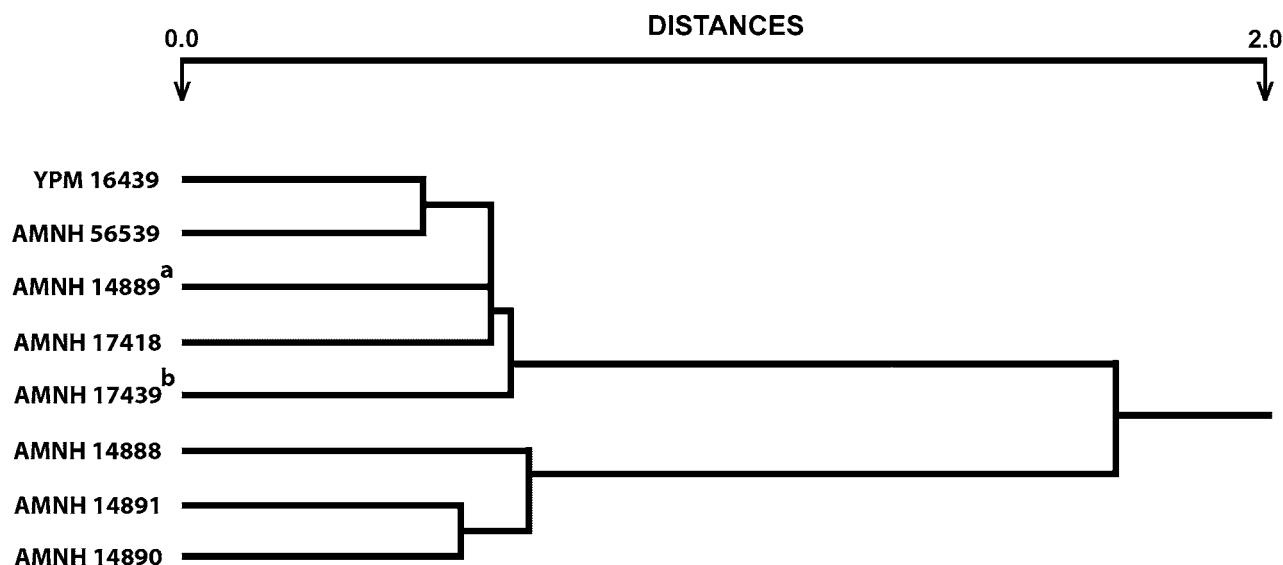 DISTANCES
0.0 2.0
YPM 16439
AMNH 56539
AMNH 14889a
AMNH 17418
AMNH 17439b
AMNH 14888
AMNH 14891
AMNH 14890